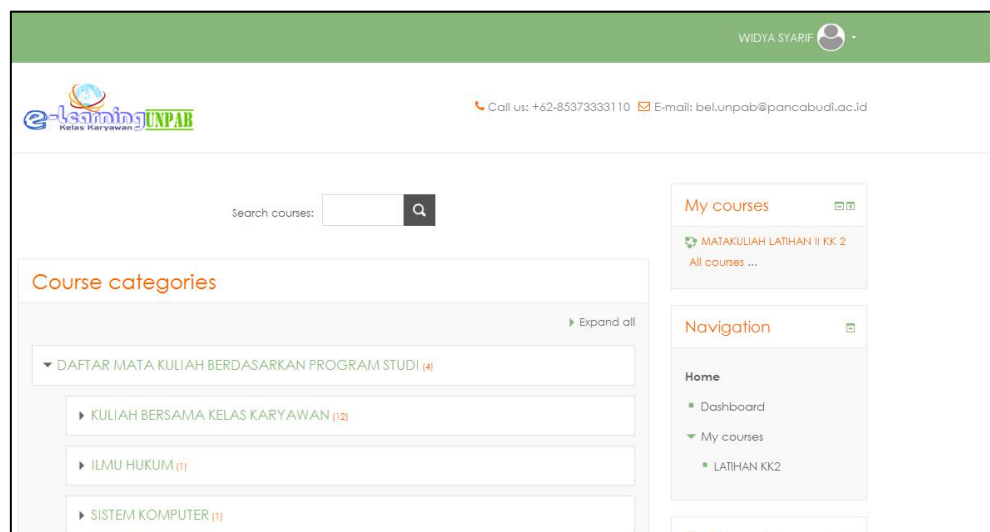 WIDYA SYARIF
e-Learning UNPAB
Kelas Karyawan
Call us: +62-85373333110 E-mail: bel.unpab@pancabudi.ac.id
Search courses:
Course categories
Expand all
DAFTAR MATA KULIAH BERDASARKAN PROGRAM STUDI (4)
KULIAH BERSAMA KELAS KARYAWAN (12)
ILMU HUKUM (1)
SISTEM KOMPUTER (1)
My courses
MATAKULIAH LATIHAN II KK 2
All courses ...
Navigation
Home
Dashboard
My courses
LATIHAN KK2